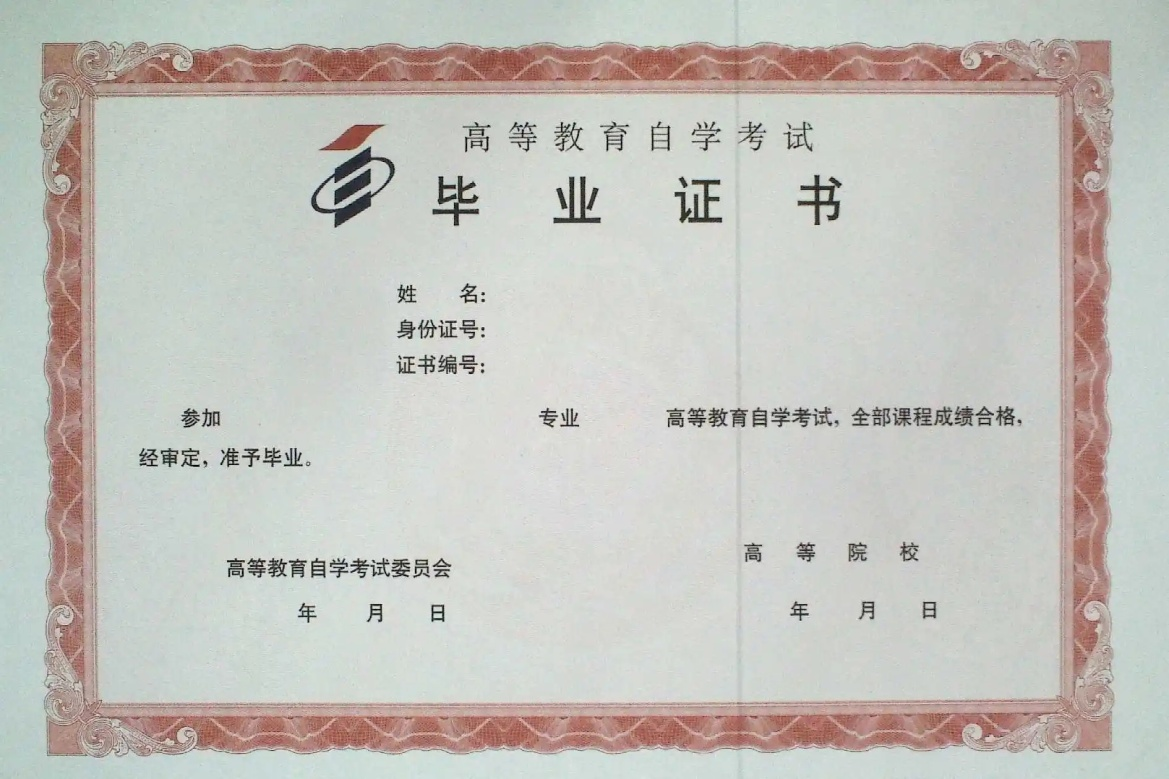 高等教育自学考试
毕业证书
姓 名:
身份证号:
证书编号:
参加 专业 高等教育自学考试，全部课程成绩合格，
经审定，准予毕业。
高等院校
高等教育自学考试委员会
年 月 日
年 月 日